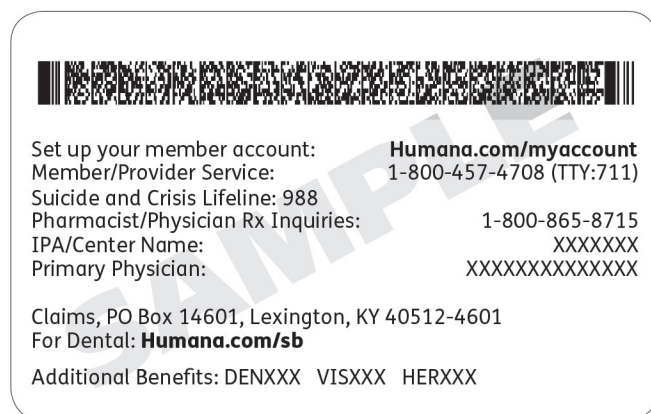 Set up your member account: Humana.com/myaccount
Member/Provider Service: 1-800-457-4708 (TTY:711)
Suicide and Crisis Lifeline: 988
Pharmacist/Physician Rx Inquiries: 1-800-865-8715
IPA/Center Name: XXXXXXX
Primary Physician: XXXXXXXXXXXXXX
Claims, PO Box 14601, Lexington, KY 40512-4601
For Dental: Humana.com/sb
Additional Benefits: DENXXX VISXXX HERXXX
SAMPLE